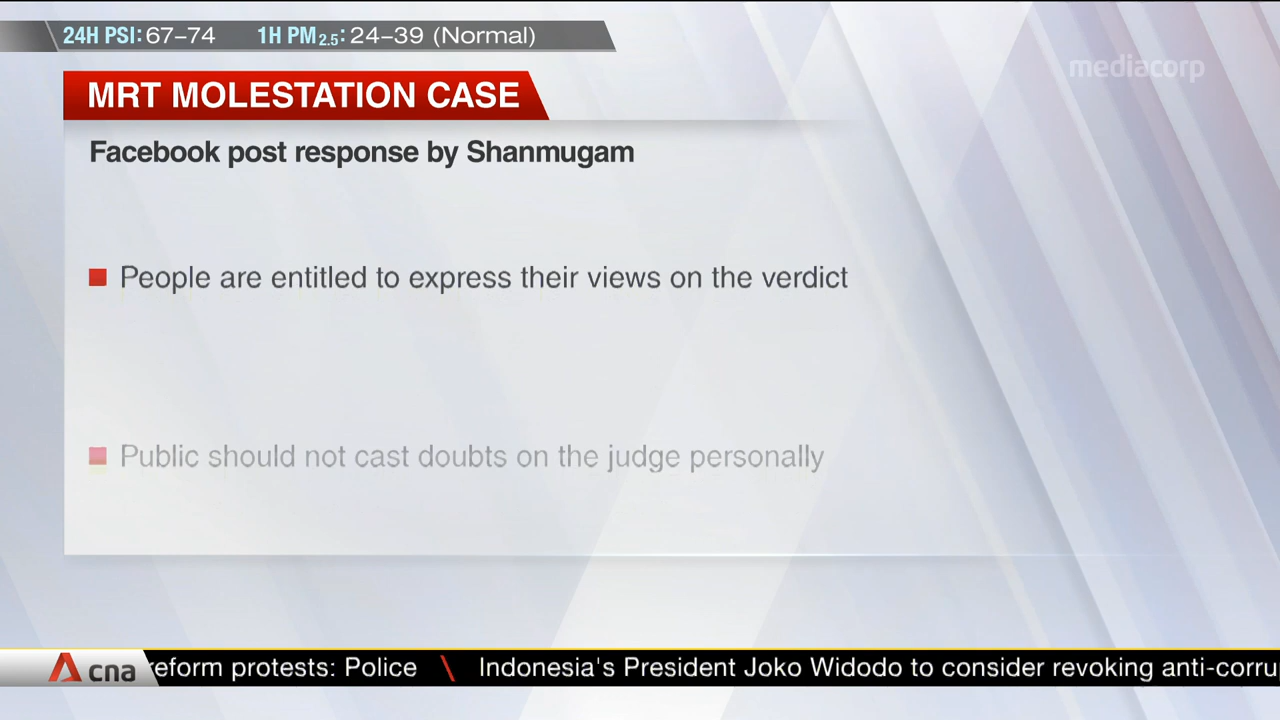 24H PSI: 67–74 1H PM2.5: 24–39 (Normal)
mediacorp
MRT MOLESTATION CASE
Facebook post response by Shanmugam
People are entitled to express their views on the verdict
Public should not cast doubts on the judge personally
cna eform protests: Police \ Indonesia's President Joko Widodo to consider revoking anti-corru